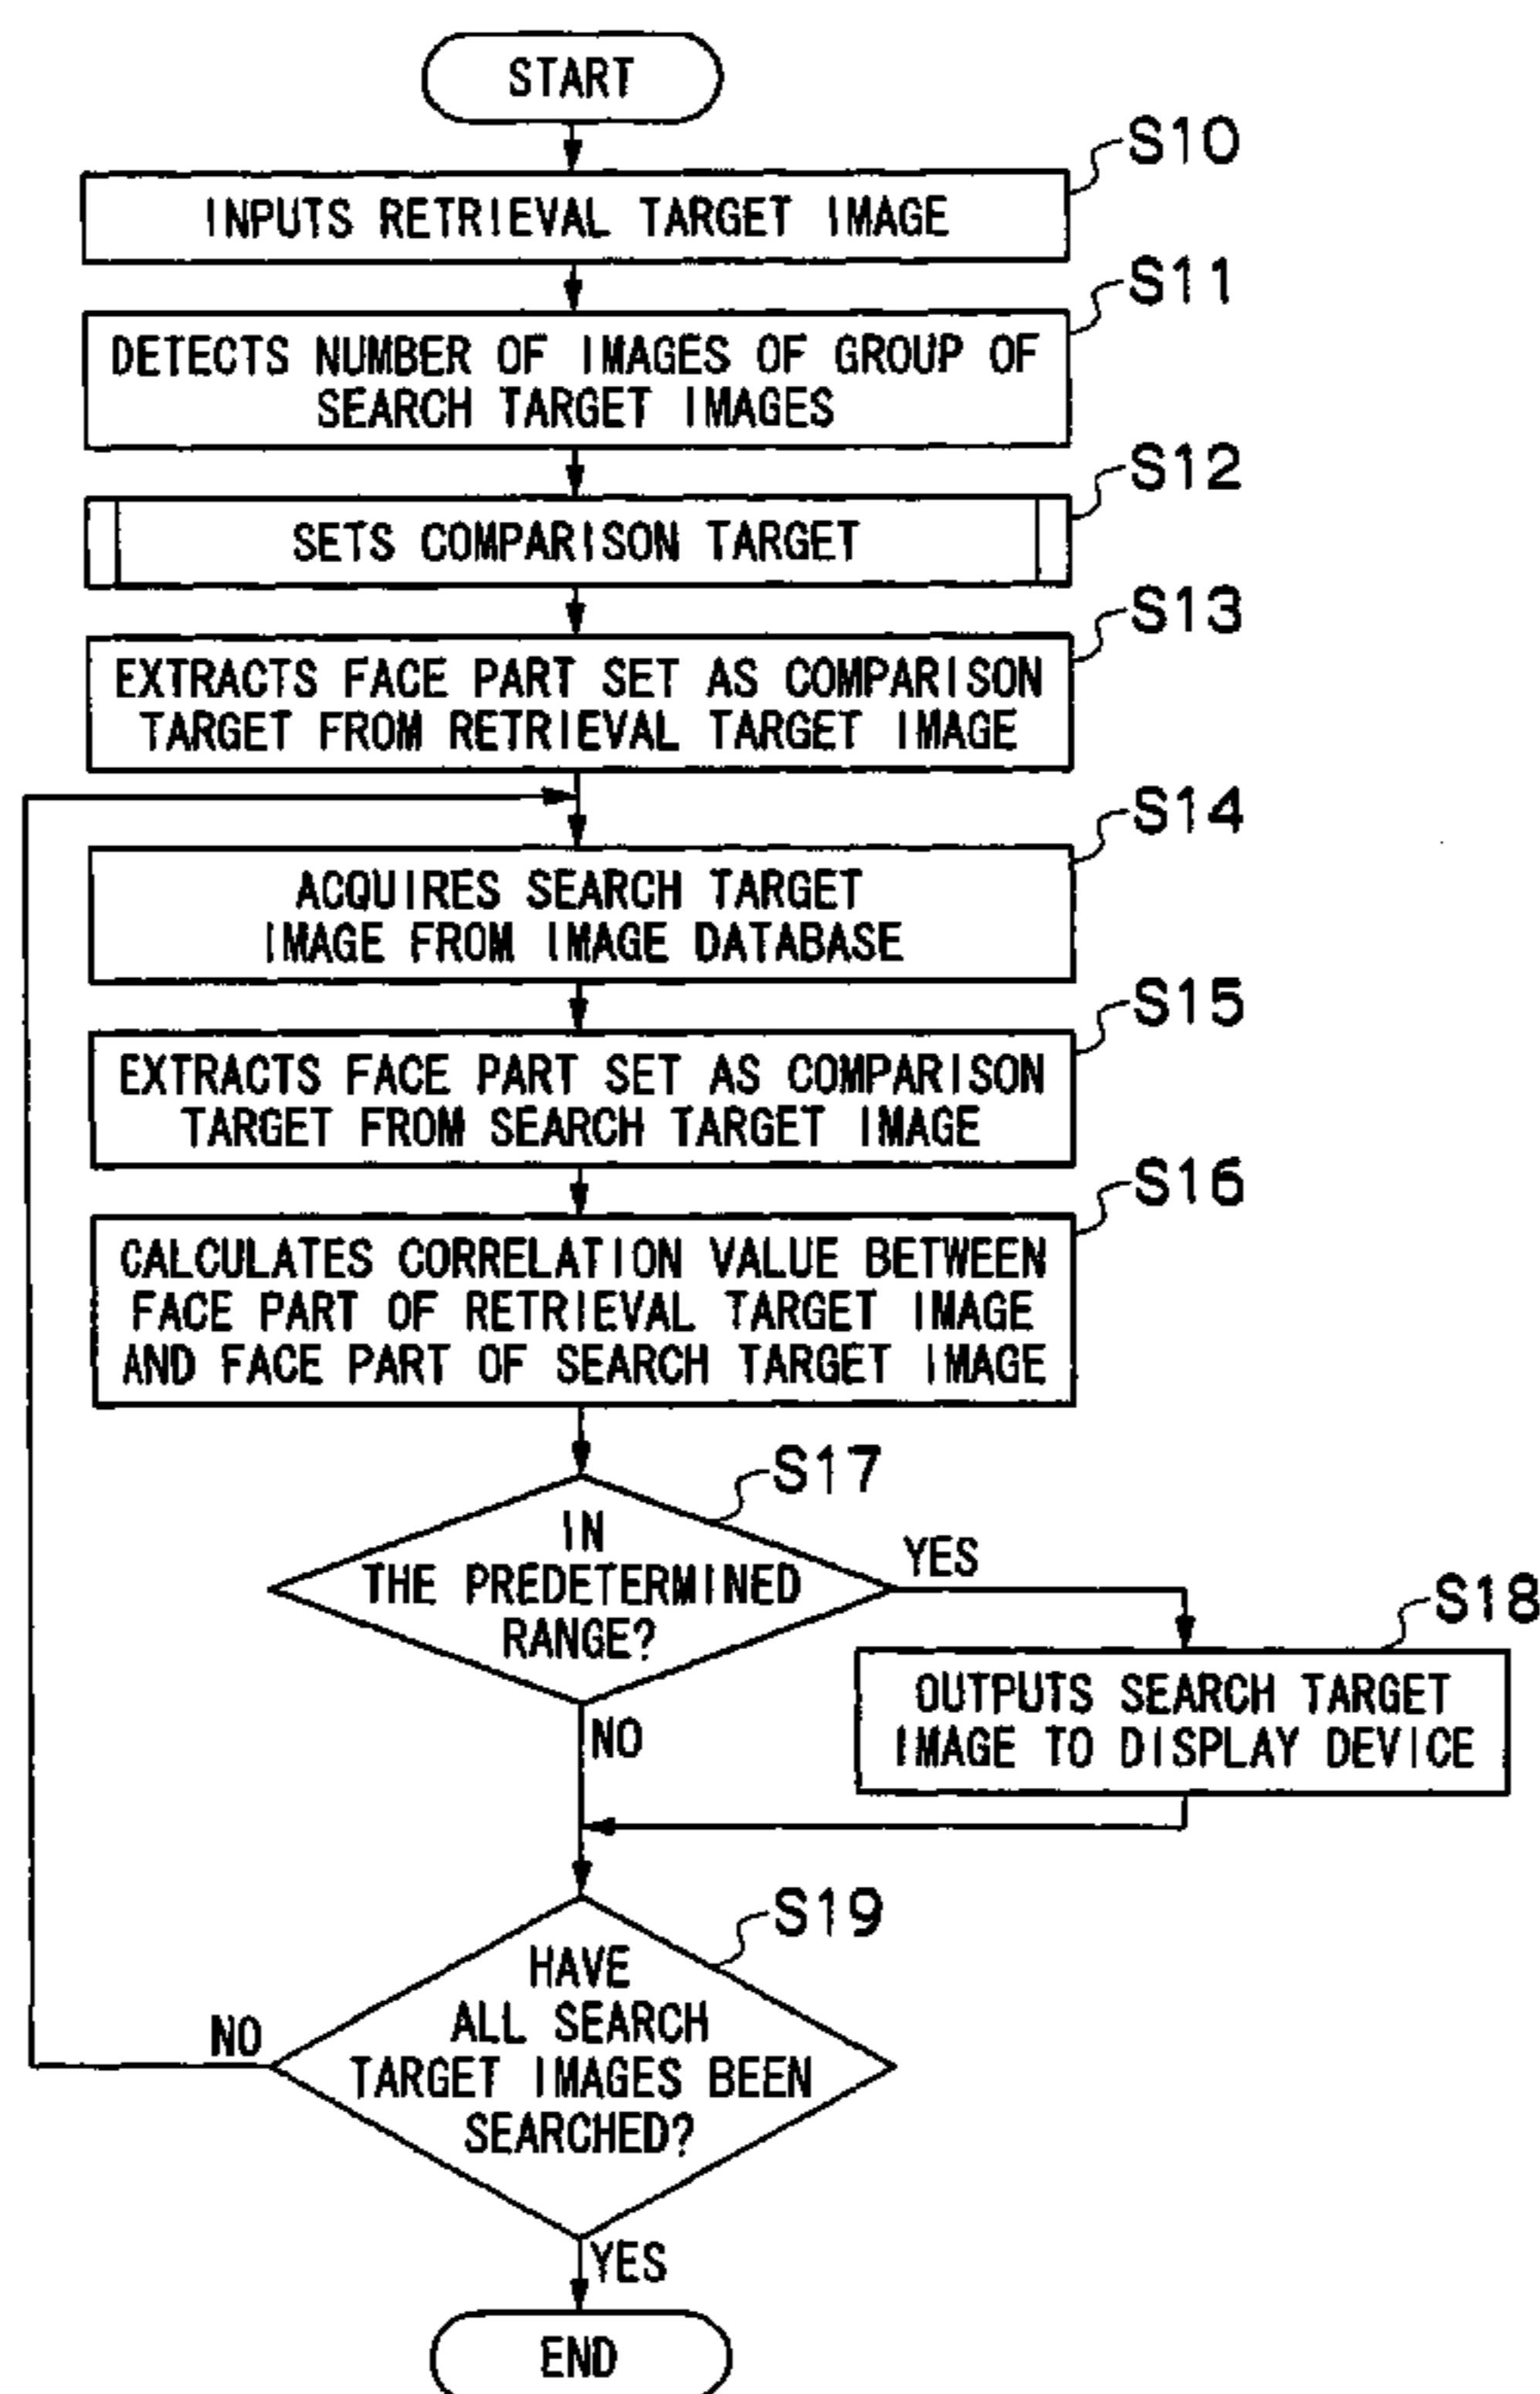 START
S10
INPUTS RETRIEVAL TARGET IMAGE
S11
DETECTS NUMBER OF IMAGES OF GROUP OF
SEARCH TARGET IMAGES
S12
SETS COMPARISON TARGET
S13
EXTRACTS FACE PART SET AS COMPARISON
TARGET FROM RETRIEVAL TARGET IMAGE
S14
ACQUIRES SEARCH TARGET
IMAGE FROM IMAGE DATABASE
S15
EXTRACTS FACE PART SET AS COMPARISON
TARGET FROM SEARCH TARGET IMAGE
S16
CALCULATES CORRELATION VALUE BETWEEN
FACE PART OF RETRIEVAL TARGET IMAGE
AND FACE PART OF SEARCH TARGET IMAGE
S17
IN
THE PREDETERMINED
RANGE?
YES
S18
OUTPUTS SEARCH TARGET
IMAGE TO DISPLAY DEVICE
NO
S19
HAVE
ALL SEARCH
TARGET IMAGES BEEN
SEARCHED?
NO
YES
END